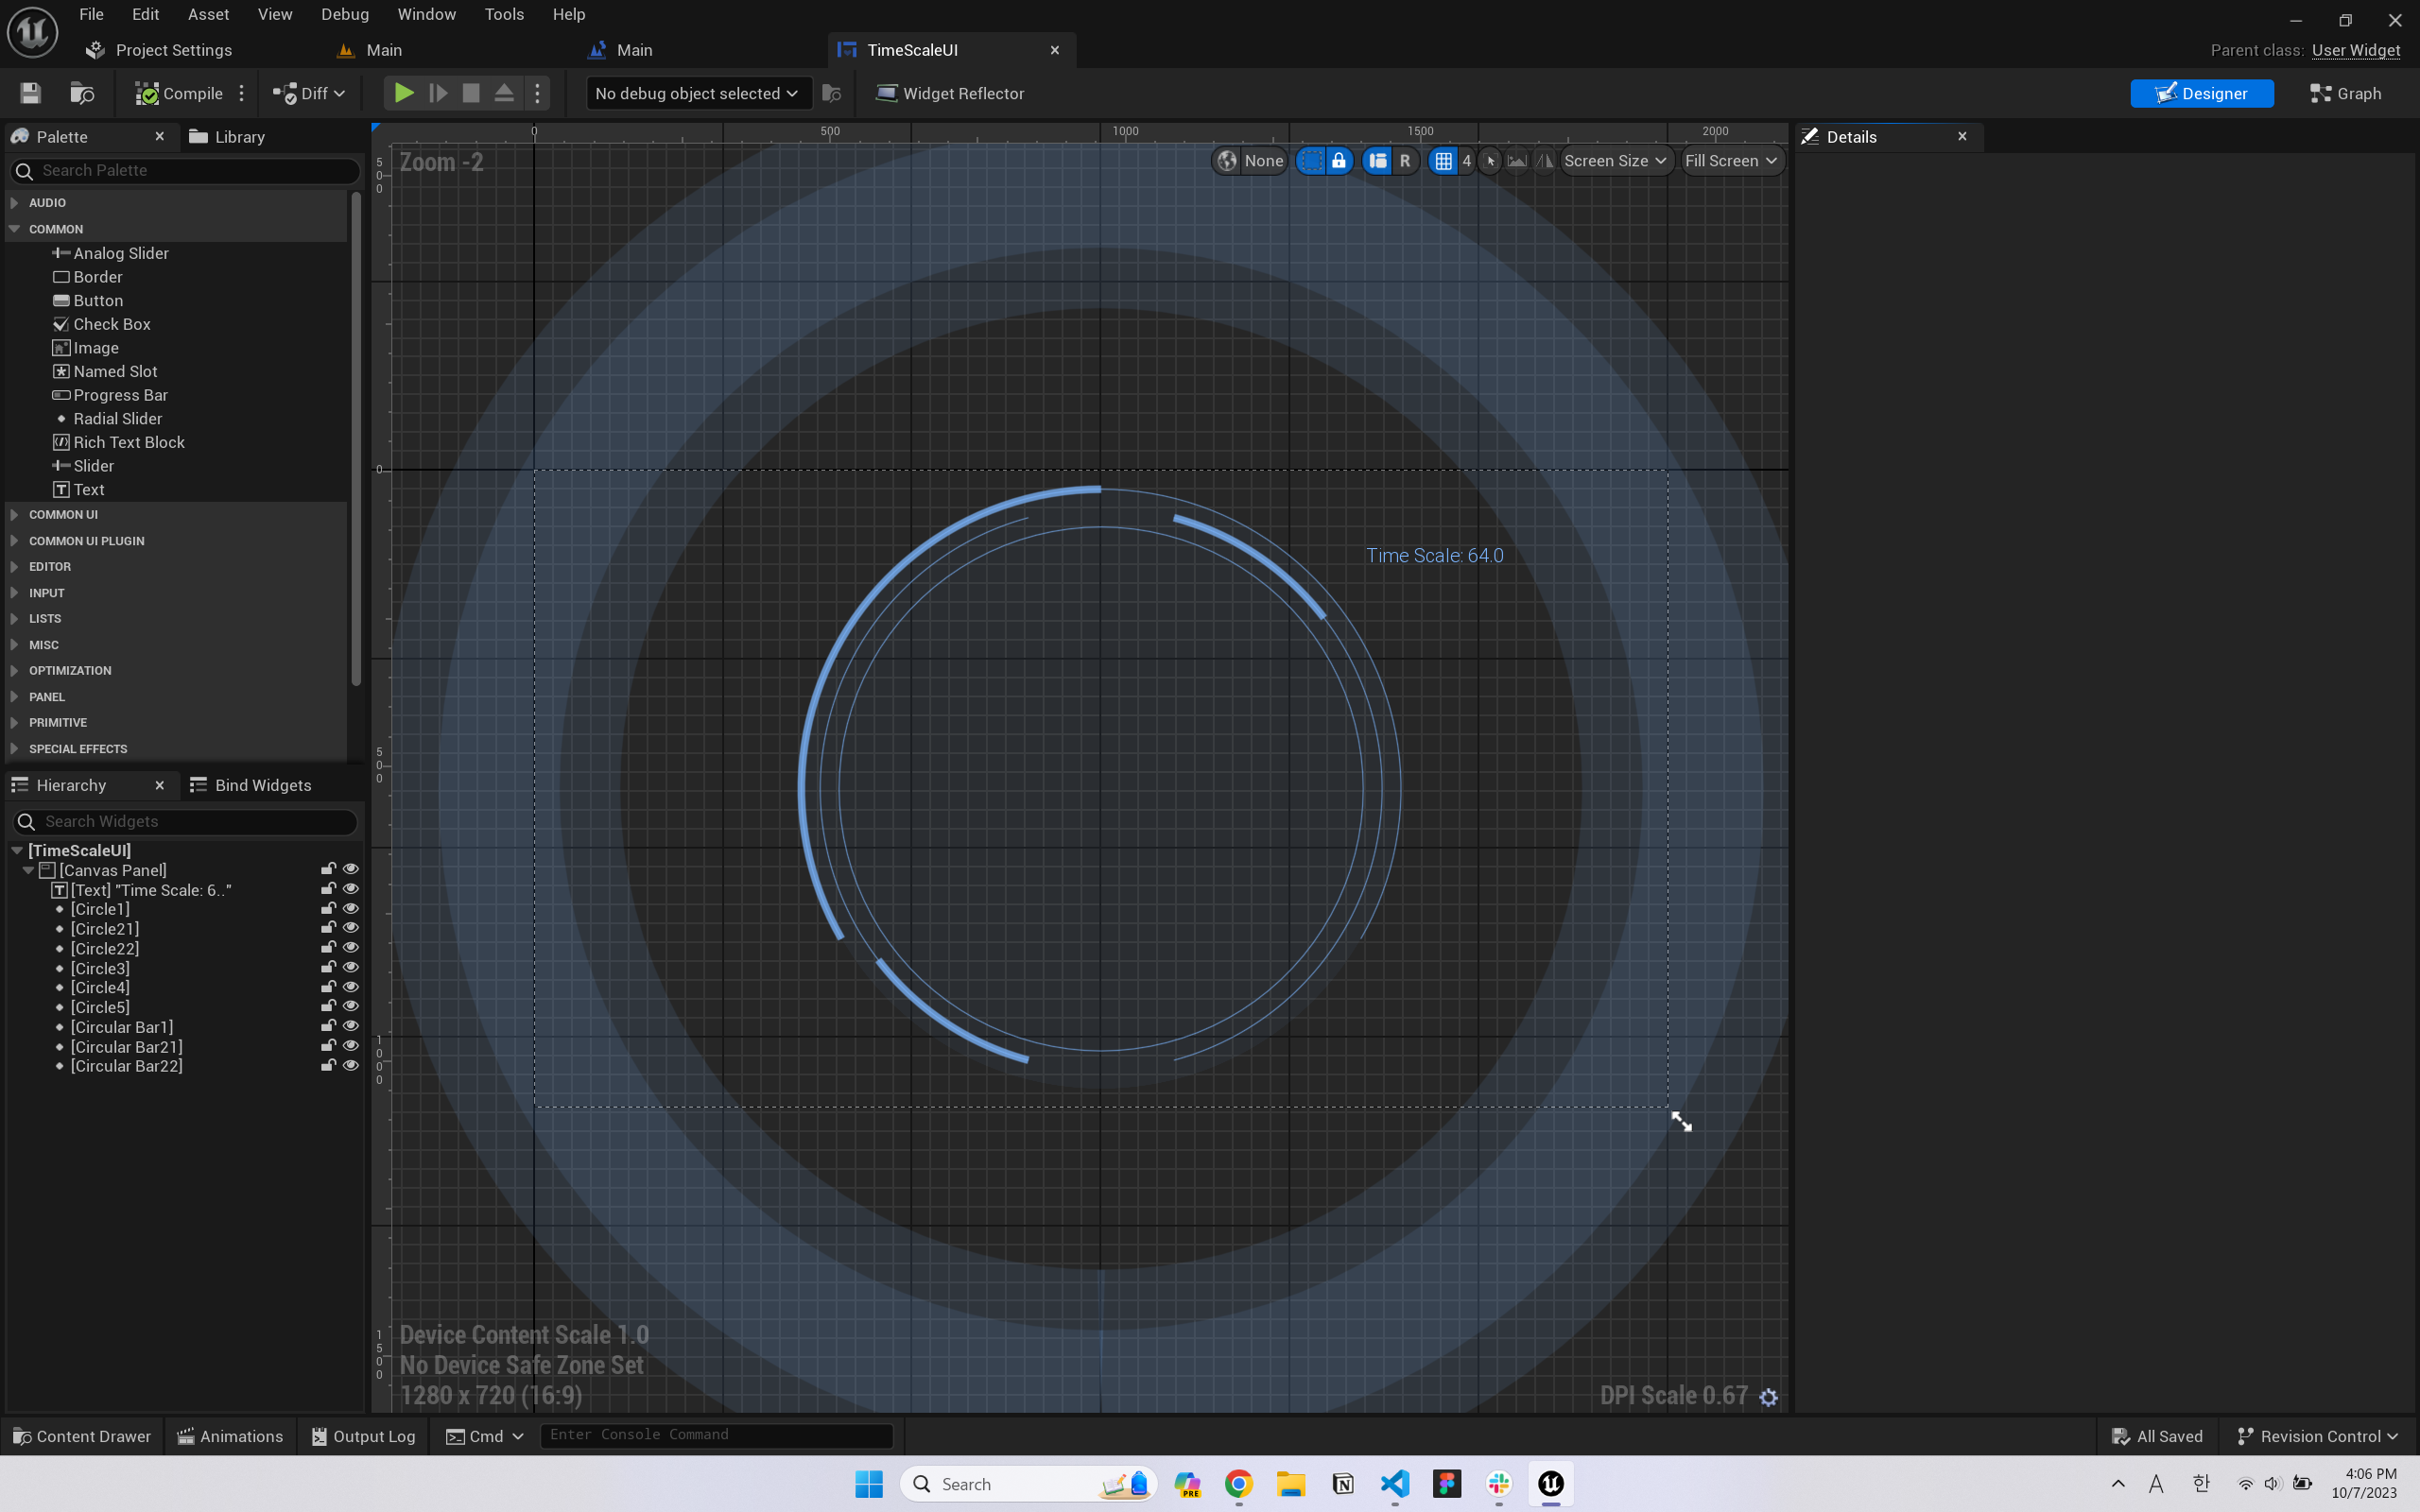 File Edit Asset View Debug Window Tools Help
Project Settings Main Main TimeScaleUI Parent class: User Widget
Compile Diff No debug object selected Widget Reflector Designer Graph
Palette Library
Search Palette
AUDIO
COMMON
Analog Slider
Border
Button
Check Box
Image
Named Slot
Progress Bar
Radial Slider
Rich Text Block
Slider
Text
COMMON UI
COMMON UI PLUGIN
EDITOR
INPUT
LISTS
MISC
OPTIMIZATION
PANEL
PRIMITIVE
SPECIAL EFFECTS
Hierarchy Bind Widgets
Search Widgets
[TimeScaleUI]
[Canvas Panel]
[Text] "Time Scale: 6.."
[Circle1]
[Circle21]
[Circle22]
[Circle3]
[Circle4]
[Circle5]
[Circular Bar1]
[Circular Bar21]
[Circular Bar22]
0 500 1000 1500 2000
Zoom -2
None R 4 Screen Size Fill Screen
500
0
500
1000
1500
Time Scale: 64.0
Device Content Scale 1.0
No Device Safe Zone Set
1280 x 720 (16:9)
DPI Scale 0.67
Details
Content Drawer Animations Output Log Cmd Enter Console Command All Saved Revision Control
Search
PRE
A 한
4:06 PM
10/7/2023